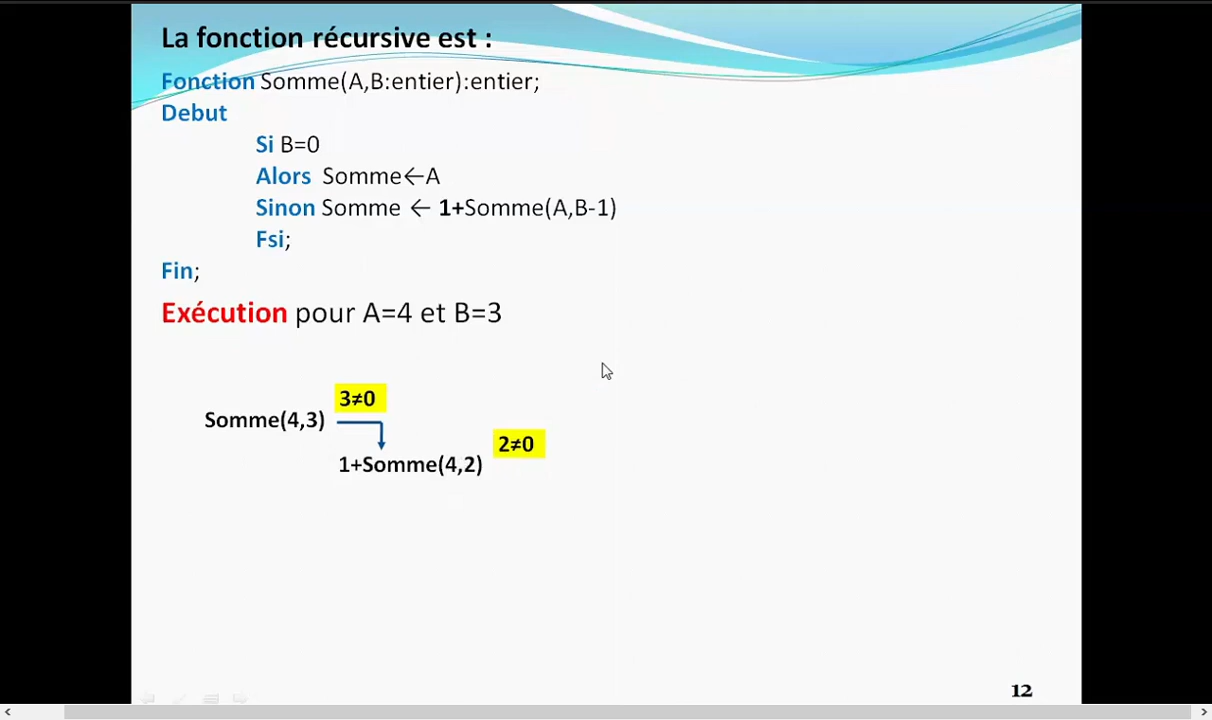 La fonction récursive est :
Fonction Somme(A,B:entier):entier;
Debut
Si B=0
Alors Somme←A
Sinon Somme ← 1+Somme(A,B-1)
Fsi;
Fin;
Exécution pour A=4 et B=3
3≠0
Somme(4,3)
2≠0
1+Somme(4,2)
12